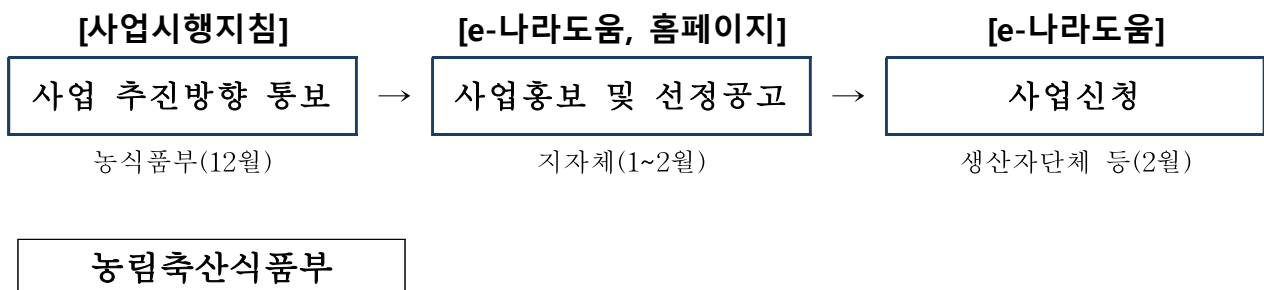 [사업시행지침] [e-나라도움, 홈페이지] [e-나라도움]
사업 추진방향 통보 → 사업홍보 및 선정공고 → 사업신청
농식품부(12월) 지자체(1~2월) 생산자단체 등(2월)
농림축산식품부